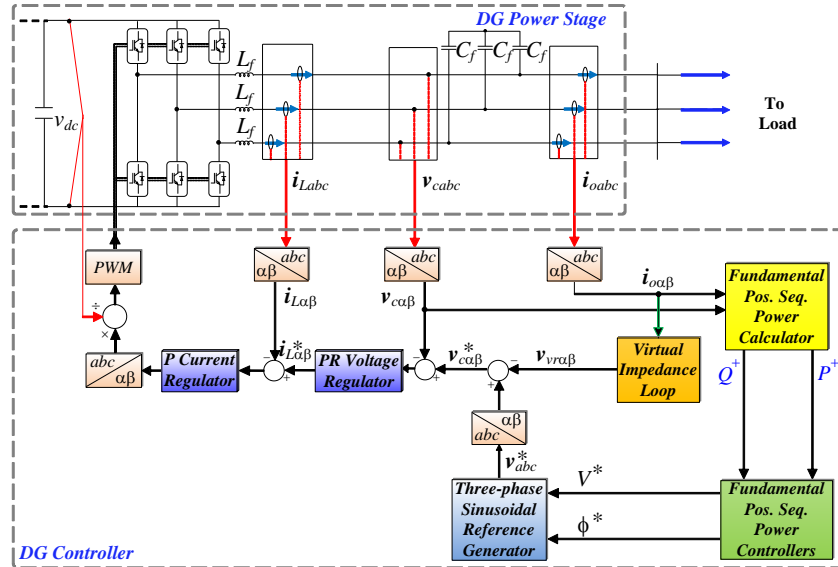 DG Power Stage
C_f C_f C_f
L_f
L_f
L_f
v_dc
To
Load
i_Labc
v_cabc
i_oabc
PWM
abc
αβ
abc
αβ
abc
αβ
i_Lαβ
v_cαβ
i_oαβ
Fundamental
Pos. Seq.
Power
Calculator
÷
×
abc
αβ
P Current
Regulator
i*_Lαβ
−
+
PR Voltage
Regulator
−
+
v*_cαβ
−
+
v_vrαβ
Virtual
Impedance
Loop
Q^+
P^+
αβ
abc
v*_abc
Three-phase
Sinusoidal
Reference
Generator
V*
ϕ*
Fundamental
Pos. Seq.
Power
Controllers
DG Controller